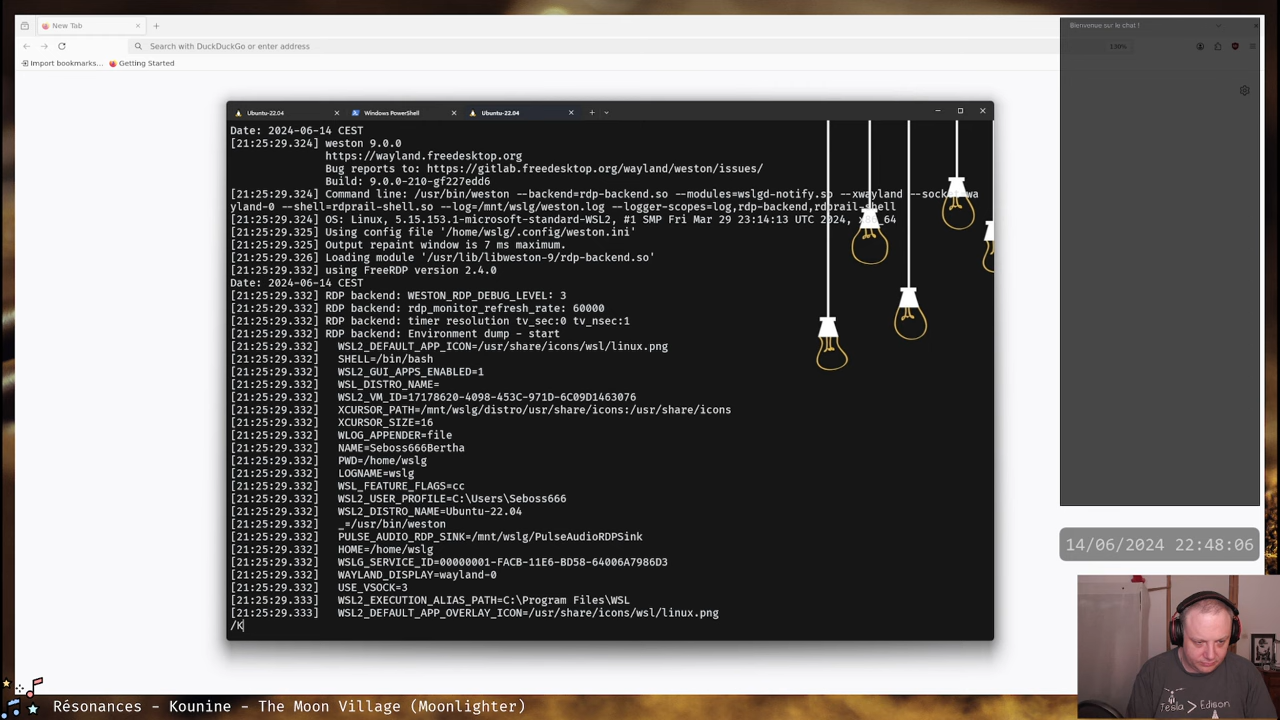 New Tab
Bienvenue sur le chat !
Search with DuckDuckGo or enter address
130%
Import bookmarks... Getting Started
Ubuntu-22.04 Windows PowerShell Ubuntu-22.04
Date: 2024-06-14 CEST
[21:25:29.324] weston 9.0.0
https://wayland.freedesktop.org
Bug reports to: https://gitlab.freedesktop.org/wayland/weston/issues/
Build: 9.0.0-210-gf227edd6
[21:25:29.324] Command line: /usr/bin/weston --backend=rdp-backend.so --modules=wslgd-notify.so --xwayland --socket=wa
yland-0 --shell=rdprail-shell.so --log=/mnt/wslg/weston.log --logger-scopes=log,rdp-backend,rdprail-shell
[21:25:29.324] OS: Linux, 5.15.153.1-microsoft-standard-WSL2, #1 SMP Fri Mar 29 23:14:13 UTC 2024, x86_64
[21:25:29.325] Using config file '/home/wslg/.config/weston.ini'
[21:25:29.325] Output repaint window is 7 ms maximum.
[21:25:29.326] Loading module '/usr/lib/libweston-9/rdp-backend.so'
[21:25:29.332] using FreeRDP version 2.4.0
Date: 2024-06-14 CEST
[21:25:29.332] RDP backend: WESTON_RDP_DEBUG_LEVEL: 3
[21:25:29.332] RDP backend: rdp_monitor_refresh_rate: 60000
[21:25:29.332] RDP backend: timer resolution tv_sec:0 tv_nsec:1
[21:25:29.332] RDP backend: Environment dump - start
[21:25:29.332] WSL2_DEFAULT_APP_ICON=/usr/share/icons/wsl/linux.png
[21:25:29.332] SHELL=/bin/bash
[21:25:29.332] WSL2_GUI_APPS_ENABLED=1
[21:25:29.332] WSL_DISTRO_NAME=
[21:25:29.332] WSL2_VM_ID=17178620-4098-453C-971D-6C09D1463076
[21:25:29.332] XCURSOR_PATH=/mnt/wslg/distro/usr/share/icons:/usr/share/icons
[21:25:29.332] XCURSOR_SIZE=16
[21:25:29.332] WLOG_APPENDER=file
[21:25:29.332] NAME=Seboss666Bertha
[21:25:29.332] PWD=/home/wslg
[21:25:29.332] LOGNAME=wslg
[21:25:29.332] WSL_FEATURE_FLAGS=cc
[21:25:29.332] WSL2_USER_PROFILE=C:\Users\Seboss666
[21:25:29.332] WSL2_DISTRO_NAME=Ubuntu-22.04
[21:25:29.332] _=/usr/bin/weston
[21:25:29.332] PULSE_AUDIO_RDP_SINK=/mnt/wslg/PulseAudioRDPSink
[21:25:29.332] HOME=/home/wslg
[21:25:29.332] WSLG_SERVICE_ID=00000001-FACB-11E6-BD58-64006A7986D3
[21:25:29.332] WAYLAND_DISPLAY=wayland-0
[21:25:29.332] USE_VSOCK=3
[21:25:29.333] WSL2_EXECUTION_ALIAS_PATH=C:\Program Files\WSL
[21:25:29.333] WSL2_DEFAULT_APP_OVERLAY_ICON=/usr/share/icons/wsl/linux.png
/K
14/06/2024 22:48:06
Tesla > Edison
Résonances - Kounine - The Moon Village (Moonlighter)